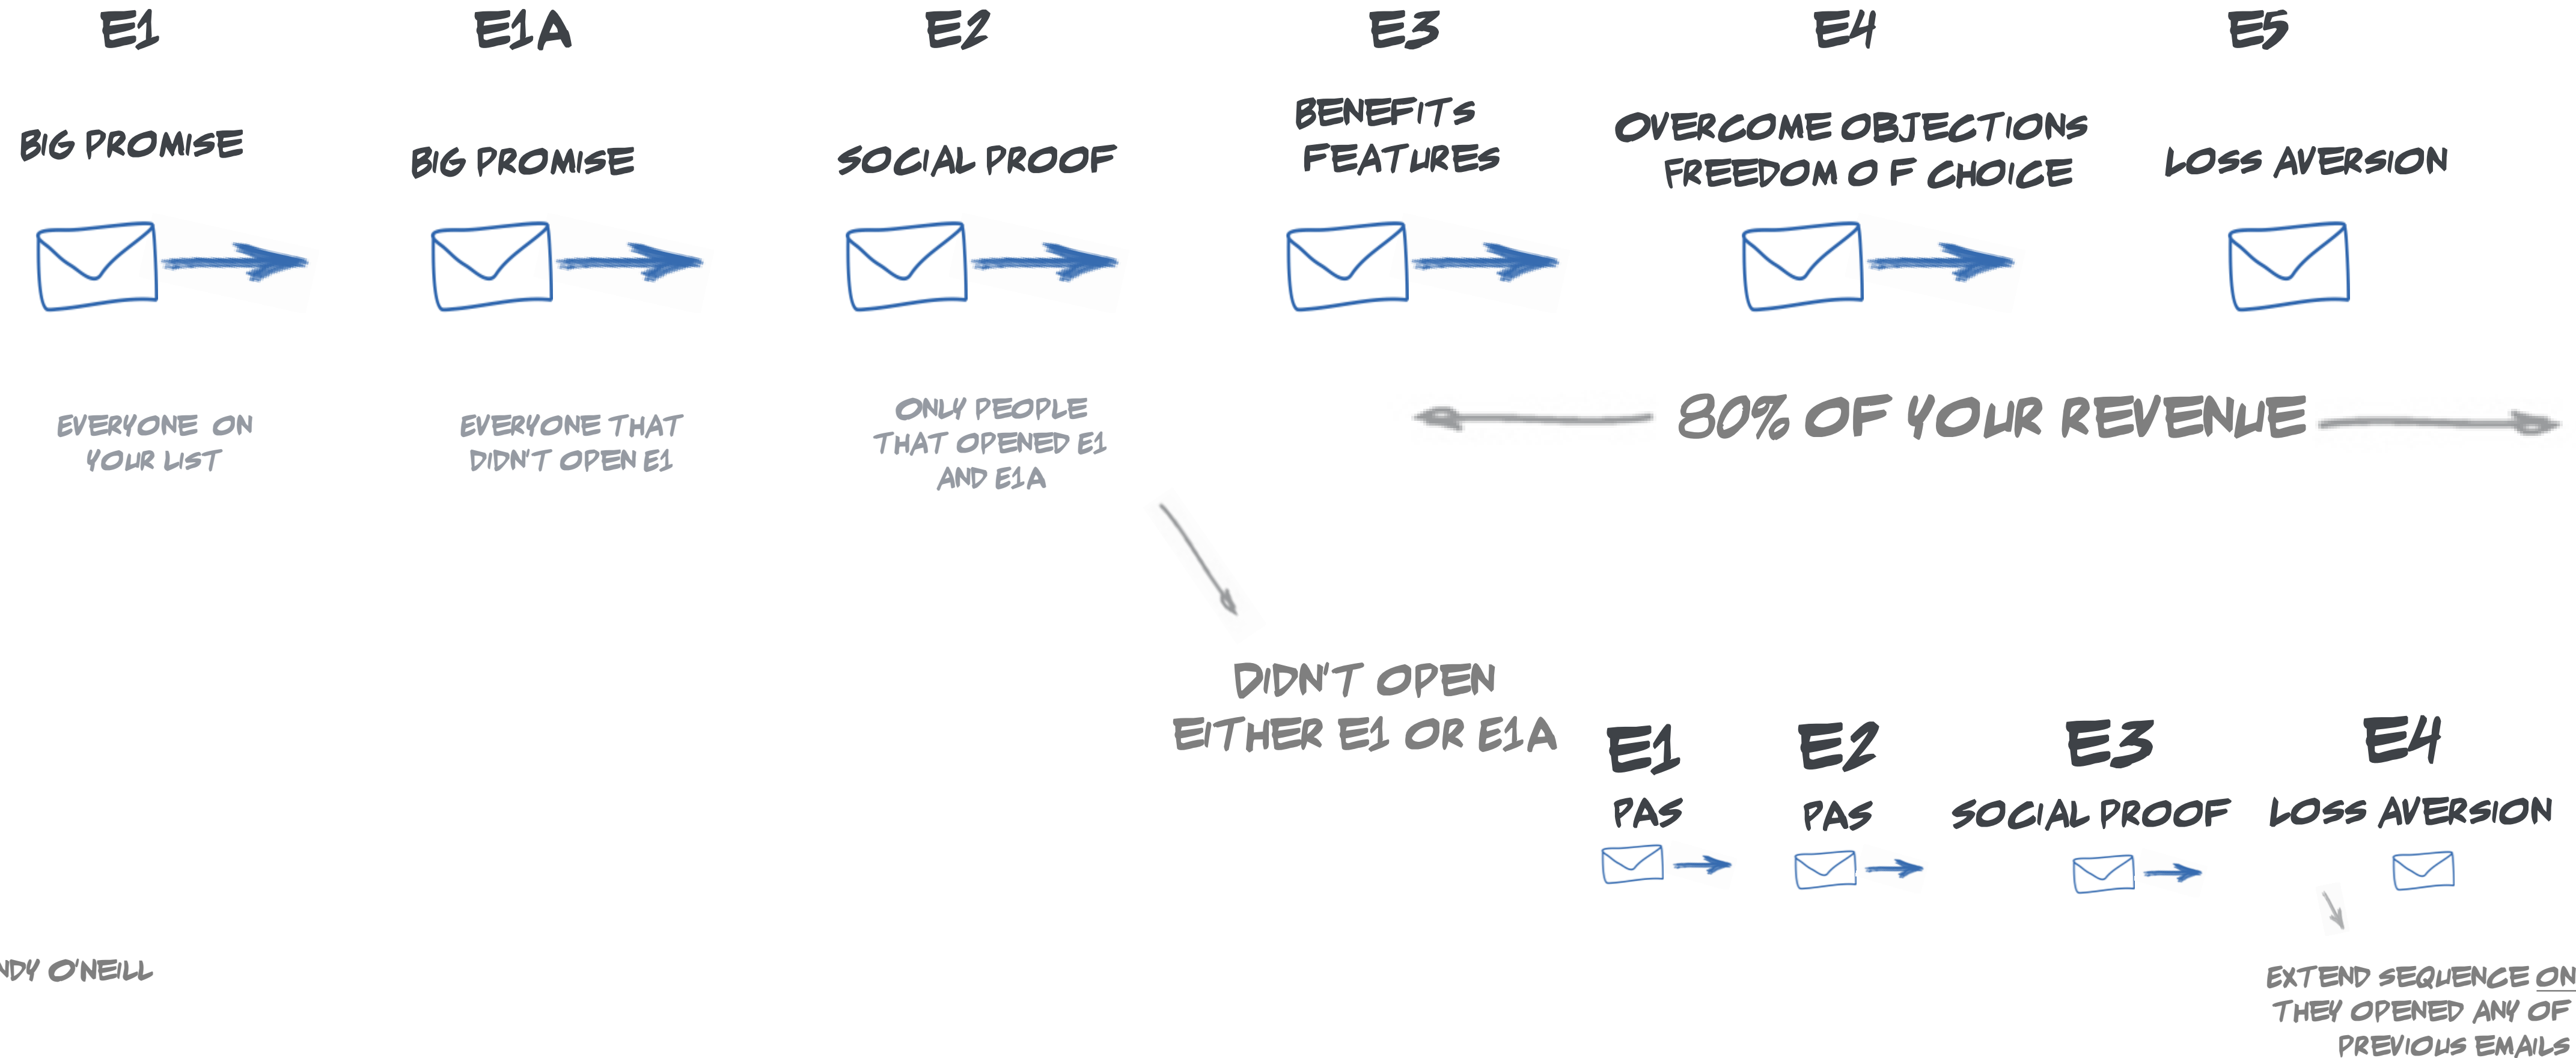 E1
E1A
E2
E3
E4
E5
BIG PROMISE
BIG PROMISE
SOCIAL PROOF
BENEFITS
FEATURES
OVERCOME OBJECTIONS
FREEDOM O F CHOICE
LOSS AVERSION
EVERYONE ON
YOUR LIST
EVERYONE THAT
DIDN'T OPEN E1
ONLY PEOPLE
THAT OPENED E1
AND E1A
80% OF YOUR REVENUE
DIDN'T OPEN
EITHER E1 OR E1A
E1
E2
E3
E4
PAS
PAS
SOCIAL PROOF
LOSS AVERSION
NDY O'NEILL
EXTEND SEQUENCE ON
THEY OPENED ANY OF
PREVIOUS EMAILS